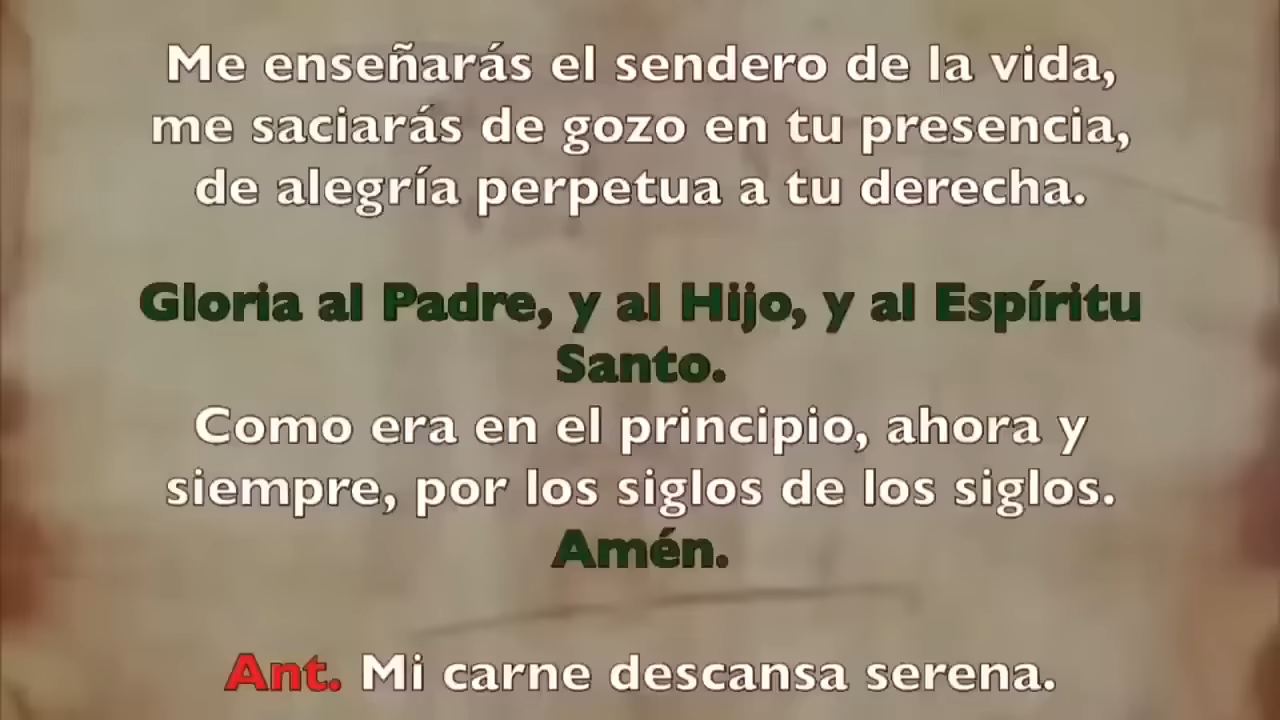 Me enseñarás el sendero de la vida,
me saciarás de gozo en tu presencia,
de alegría perpetua a tu derecha.
Gloria al Padre, y al Hijo, y al Espíritu
Santo.
Como era en el principio, ahora y
siempre, por los siglos de los siglos.
Amén.
Ant. Mi carne descansa serena.